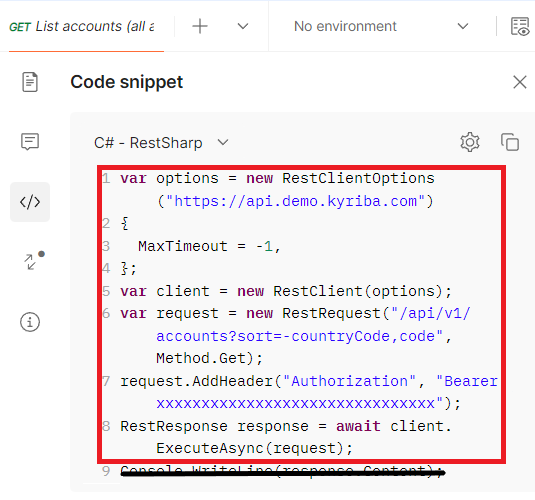 GET List accounts (all a
No environment
Code snippet
C# - RestSharp
1 var options = new RestClientOptions
("https://api.demo.kyriba.com")
2 {
3 MaxTimeout = -1,
4 };
5 var client = new RestClient(options);
6 var request = new RestRequest("/api/v1/
accounts?sort=-countryCode,code",
Method.Get);
7 request.AddHeader("Authorization", "Bearer
xxxxxxxxxxxxxxxxxxxxxxxxxxxxxxx");
8 RestResponse response = await client.
ExecuteAsync(request);
9 Console.WriteLine(response.Content);